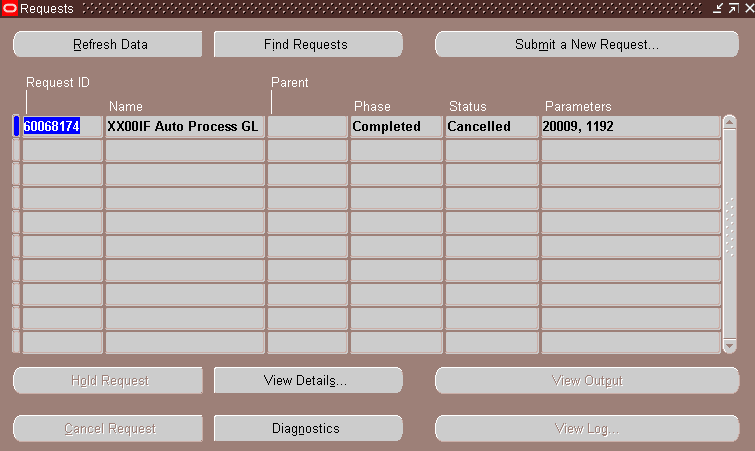 Requests
Refresh Data
Find Requests
Submit a New Request...
Request ID
Parent
Name
Phase
Status
Parameters
60068174
XX00IF Auto Process GL
Completed
Cancelled
20009, 1192
Hold Request
View Details...
View Output
Cancel Request
Diagnostics
View Log...